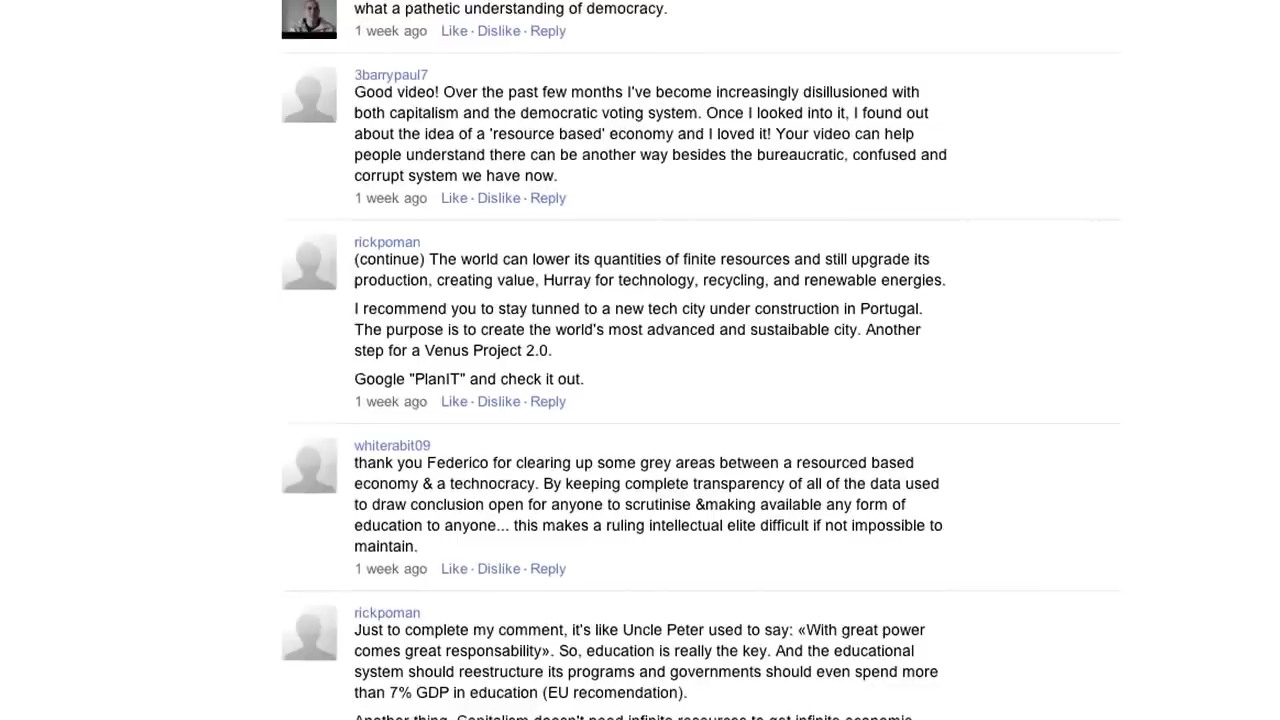 what a pathetic understanding of democracy.
1 week ago Like · Dislike · Reply
3barrypaul7
Good video! Over the past few months I've become increasingly disillusioned with
both capitalism and the democratic voting system. Once I looked into it, I found out
about the idea of a 'resource based' economy and I loved it! Your video can help
people understand there can be another way besides the bureaucratic, confused and
corrupt system we have now.
1 week ago Like · Dislike · Reply
rickpoman
(continue) The world can lower its quantities of finite resources and still upgrade its
production, creating value, Hurray for technology, recycling, and renewable energies.
I recommend you to stay tunned to a new tech city under construction in Portugal.
The purpose is to create the world's most advanced and sustaibable city. Another
step for a Venus Project 2.0.
Google "PlanIT" and check it out.
1 week ago Like · Dislike · Reply
whiterabit09
thank you Federico for clearing up some grey areas between a resourced based
economy & a technocracy. By keeping complete transparency of all of the data used
to draw conclusion open for anyone to scrutinise &making available any form of
education to anyone... this makes a ruling intellectual elite difficult if not impossible to
maintain.
1 week ago Like · Dislike · Reply
rickpoman
Just to complete my comment, it's like Uncle Peter used to say: «With great power
comes great responsability». So, education is really the key. And the educational
system should reestructure its programs and governments should even spend more
than 7% GDP in education (EU recomendation).
Another thing, Capitalism doesn't need infinite resources to get infinite economic